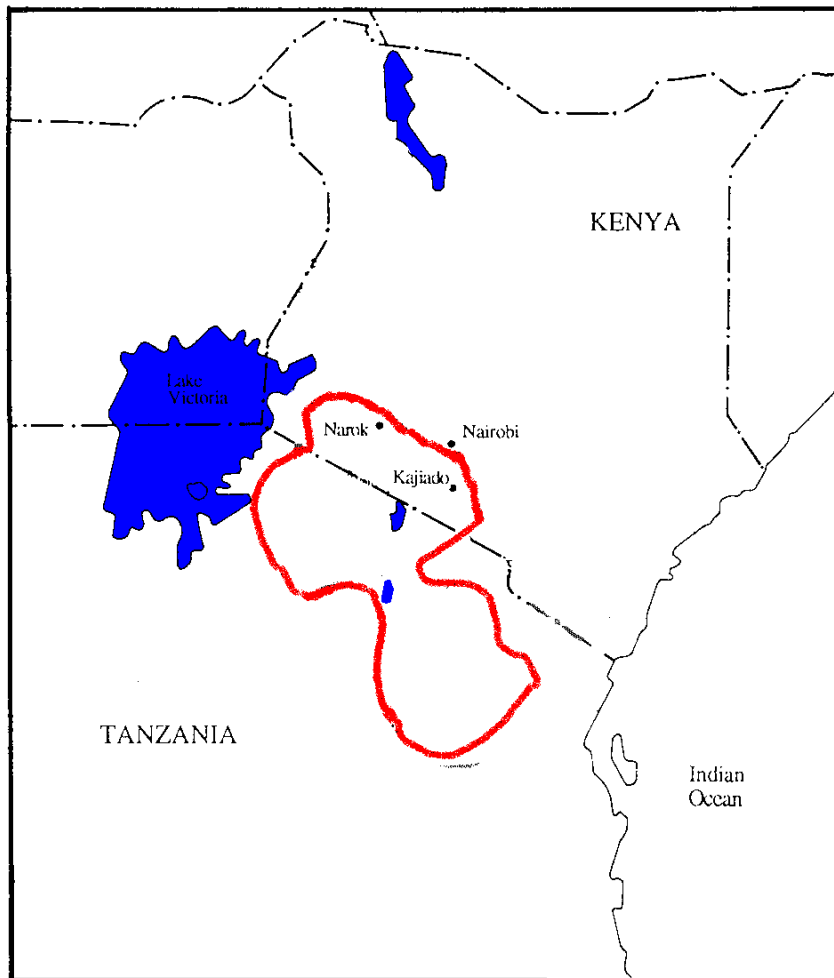 KENYA
Lake
Victoria
Narok
Nairobi
Kajiado
TANZANIA
Indian
Ocean